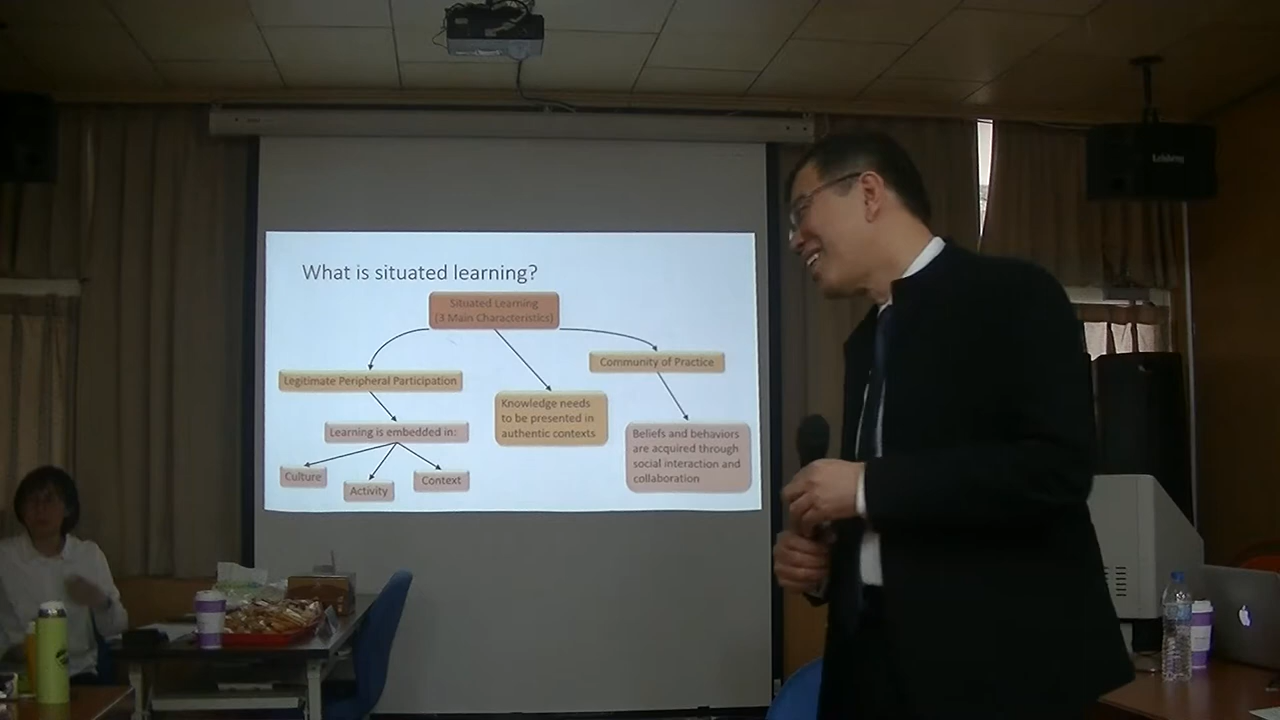 What is situated learning?
Situated Learning
(3 Main Characteristics)
Legitimate Peripheral Participation
Community of Practice
Learning is embedded in:
Knowledge needs
to be presented in
authentic contexts
Beliefs and behaviors
are acquired through
social interaction and
collaboration
Culture
Activity
Context